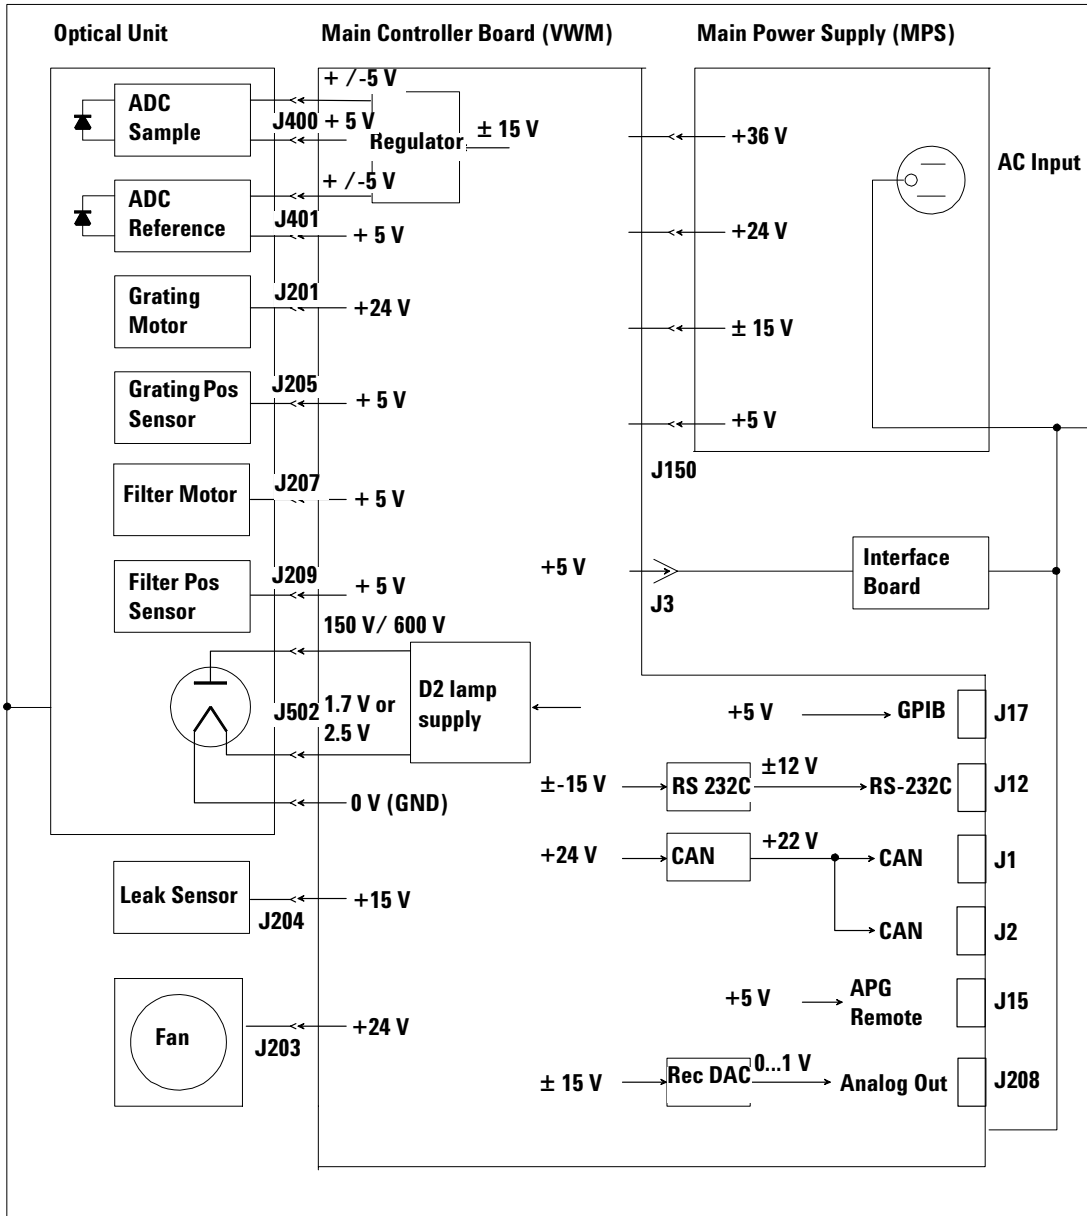 Optical Unit
Main Controller Board (VWM)
Main Power Supply (MPS)
ADC
Sample
+ /-5 V
J400 + 5 V
Regulator
± 15 V
+ /-5 V
ADC
Reference
J401
+ 5 V
Grating
Motor
J201
+24 V
Grating Pos
Sensor
J205
+ 5 V
Filter Motor
J207
+ 5 V
Filter Pos
Sensor
J209
+ 5 V
150 V/ 600 V
J502
1.7 V or
2.5 V
D2 lamp
supply
0 V (GND)
Leak Sensor
J204
+15 V
Fan
J203
+24 V
+36 V
AC Input
+24 V
± 15 V
+5 V
J150
+5 V
J3
Interface
Board
+5 V
GPIB
J17
±-15 V
RS 232C
±12 V
RS-232C
J12
+24 V
CAN
+22 V
CAN
J1
CAN
J2
+5 V
APG
Remote
J15
± 15 V
Rec DAC
0...1 V
Analog Out
J208